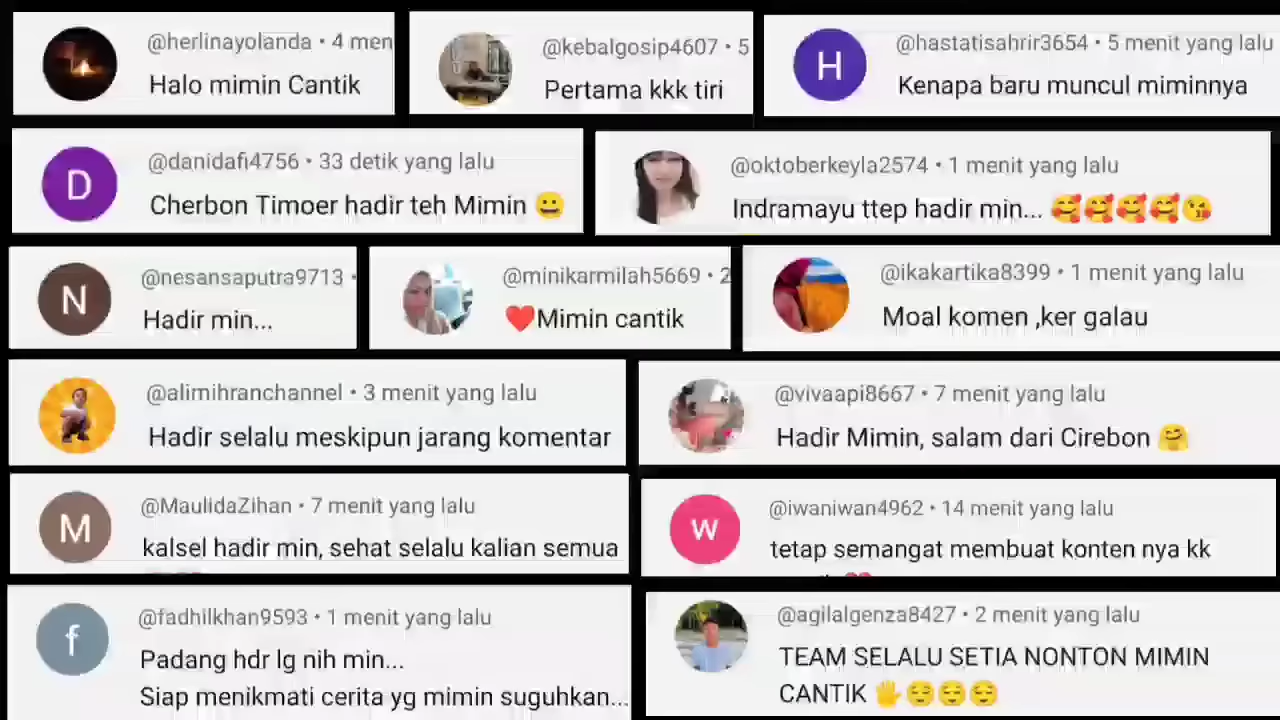 @herlinayolanda • 4 men
Halo mimin Cantik
@kebalgosip4607 • 5
Pertama kkk tiri
H
@hastatisahrir3654 • 5 menit yang lalu
Kenapa baru muncul miminnya
D
@danidafi4756 • 33 detik yang lalu
Cherbon Timoer hadir teh Mimin 😀
@oktoberkeyla2574 • 1 menit yang lalu
Indramayu ttep hadir min... 🥰🥰🥰🥰😘
N
@nesansaputra9713 •
Hadir min...
@minikarmilah5669 • 2
❤️Mimin cantik
@ikakartika8399 • 1 menit yang lalu
Moal komen ,ker galau
@alimihranchannel • 3 menit yang lalu
Hadir selalu meskipun jarang komentar
@vivaapi8667 • 7 menit yang lalu
Hadir Mimin, salam dari Cirebon 🤗
M
@MaulidaZihan • 7 menit yang lalu
kalsel hadir min, sehat selalu kalian semua
W
@iwaniwan4962 • 14 menit yang lalu
tetap semangat membuat konten nya kk
f
@fadhilkhan9593 • 1 menit yang lalu
Padang hdr lg nih min...
Siap menikmati cerita yg mimin suguhkan...
@agilalgenza8427 • 2 menit yang lalu
TEAM SELALU SETIA NONTON MIMIN
CANTIK 🖐😌😌😌